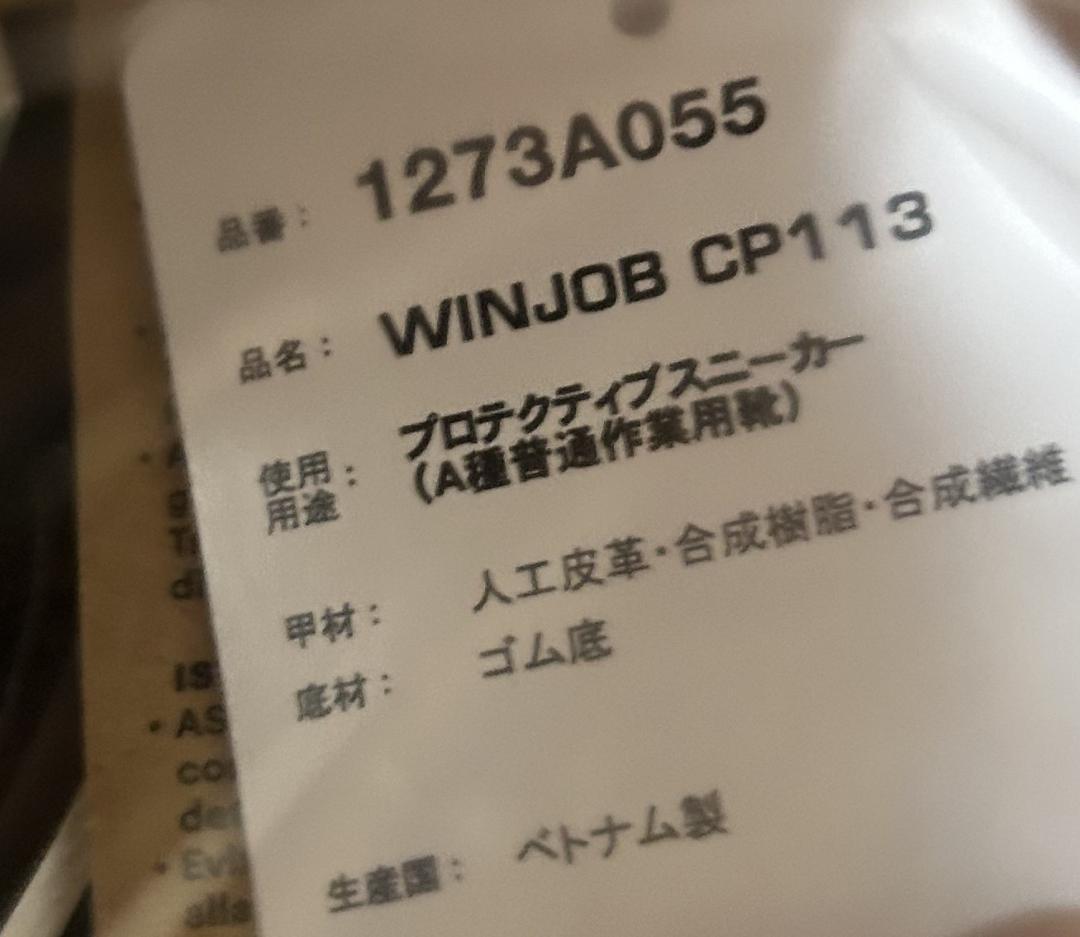 品番： 1273A055
品名： WINJOB CP113
使用用途： プロテクティブスニーカー
（A種普通作業用靴）
甲材： 人工皮革・合成樹脂・合成繊維
底材： ゴム底
生産国： ベトナム製
IS
・AS